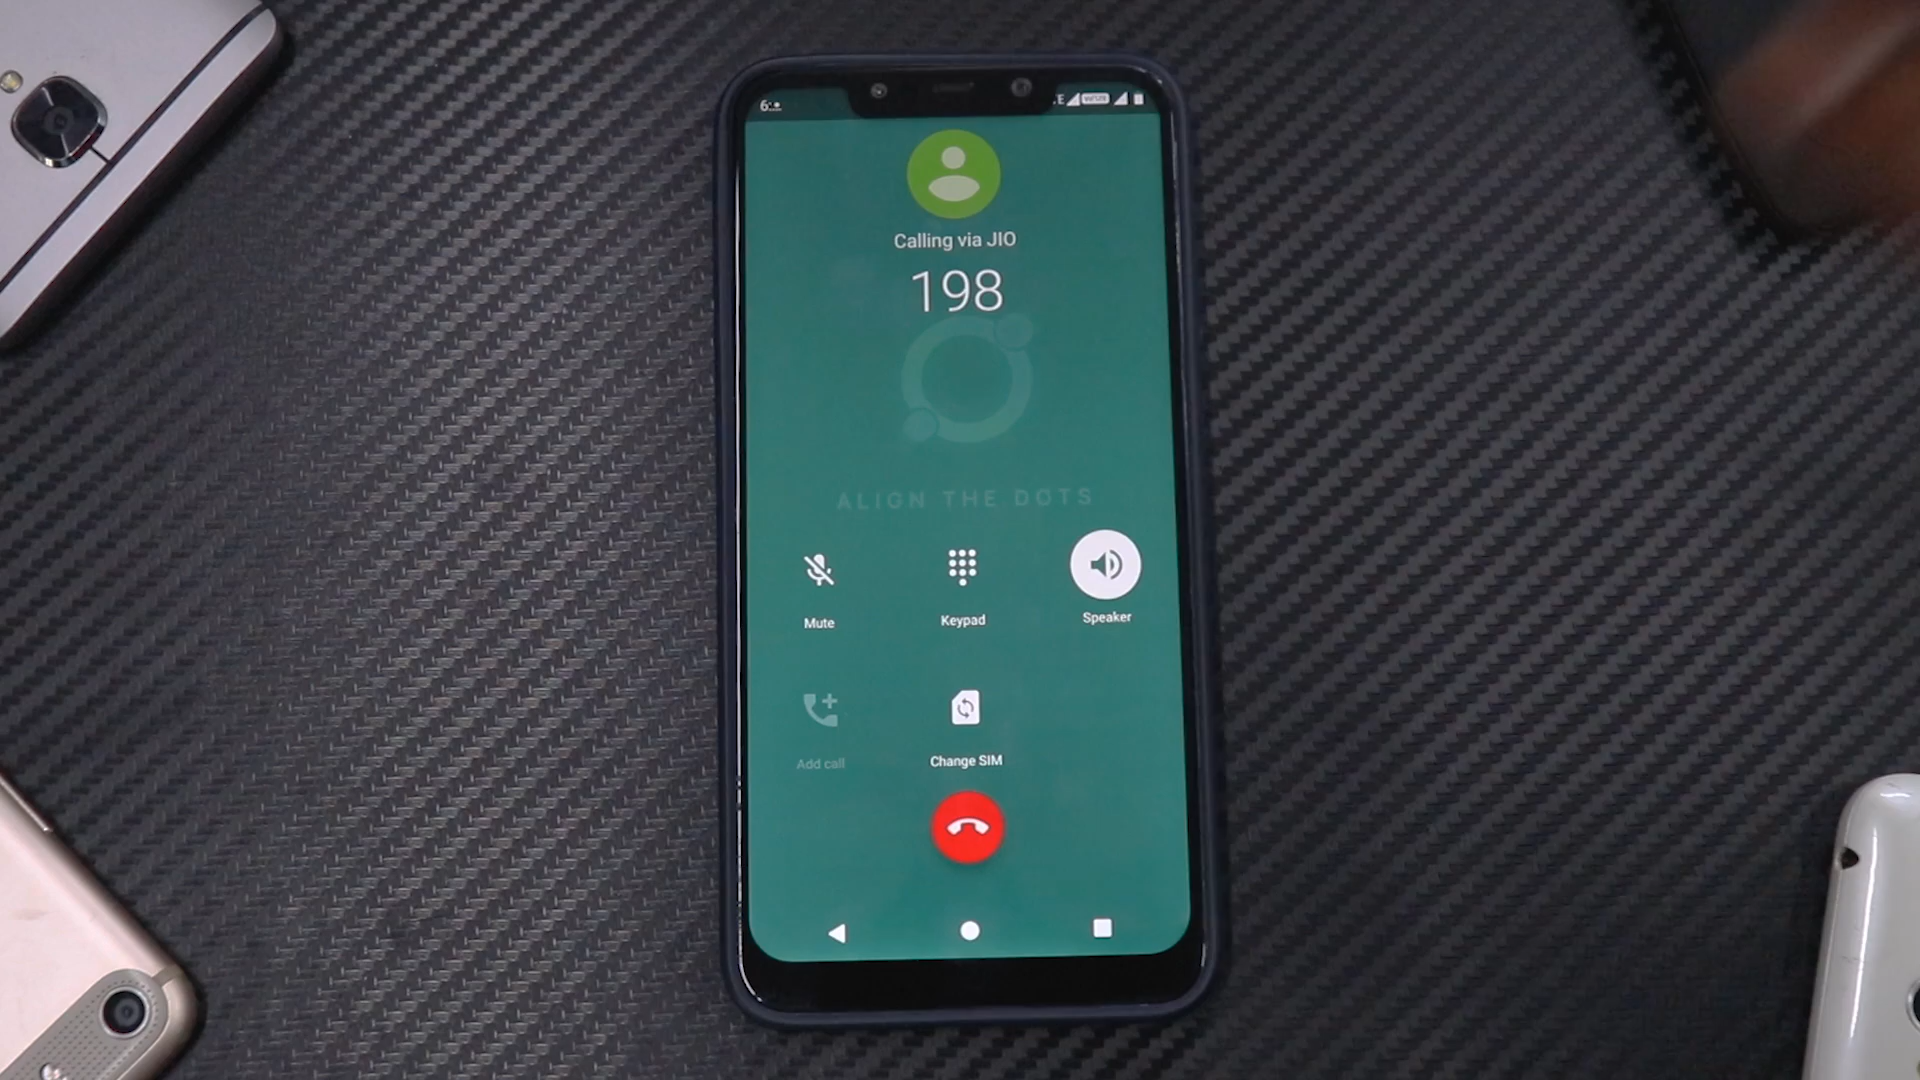 Calling via JIO
198
ALIGN THE DOTS
Mute
Keypad
Speaker
Add call
Change SIM